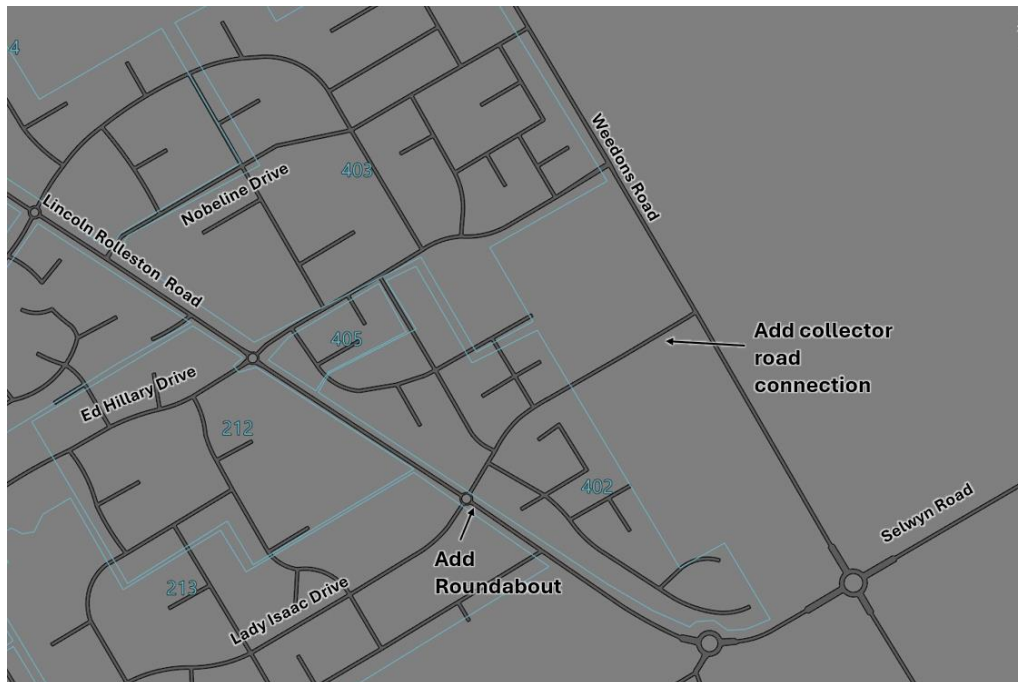 4
Weedons Road
403
Nobeline Drive
Lincoln Rolleston Road
405
Add collector
road
connection
Ed Hillary Drive
212
402
Selwyn Road
Add
Roundabout
213
Lady Isaac Drive